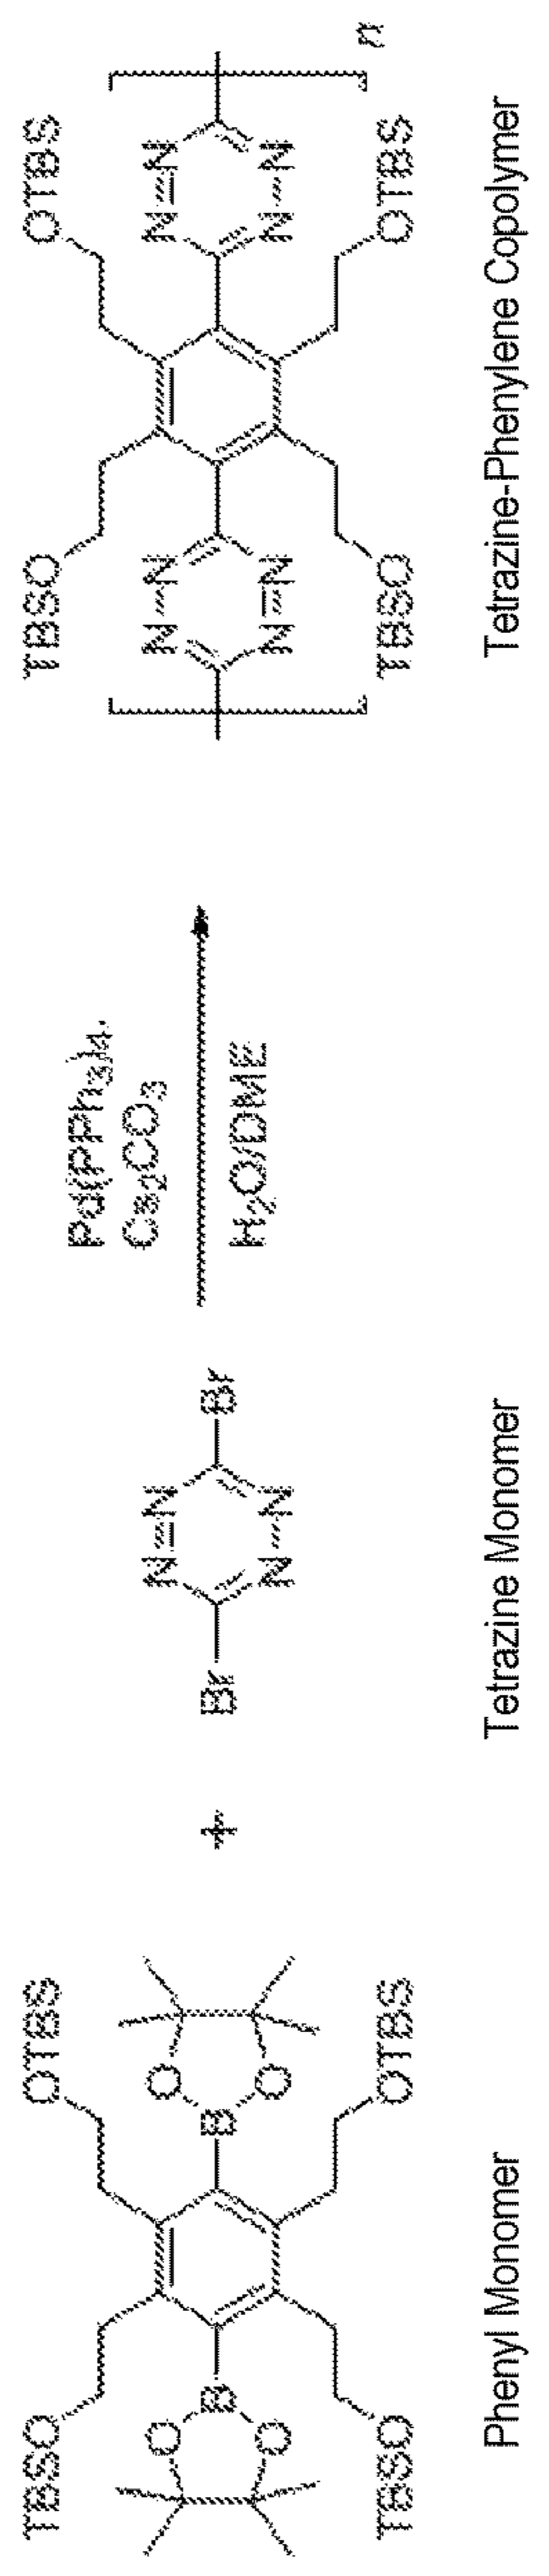 TBSO OTBS
O O
B B
O O
TBSO OTBS
Phenyl Monomer
+
N=N
Br Br
N-N
Tetrazine Monomer
Pd(PPh3)4,
Cs2CO3
H2O/DME
TBSO OTBS
N-N N=N
N=N N-N
TBSO OTBS
n
Tetrazine-Phenylene Copolymer